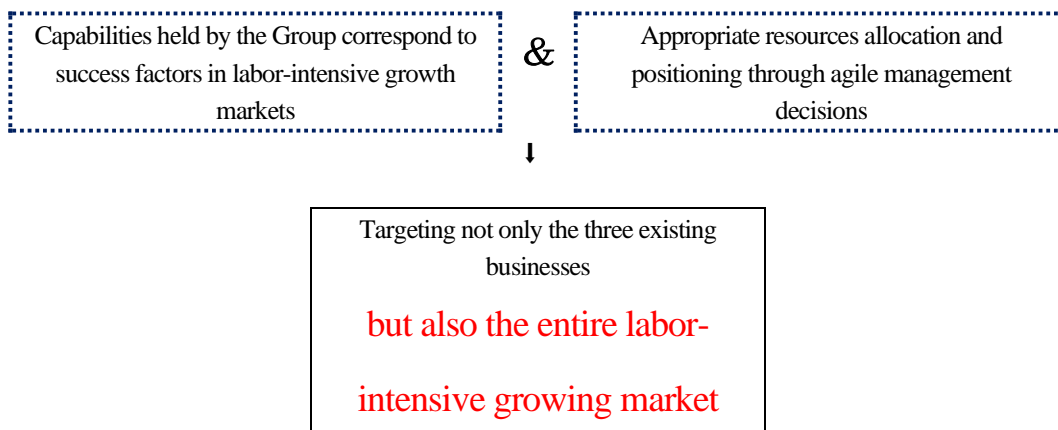 Capabilities held by the Group correspond to
success factors in labor-intensive growth
markets
&
Appropriate resources allocation and
positioning through agile management
decisions
Targeting not only the three existing
businesses
but also the entire labor-
intensive growing market